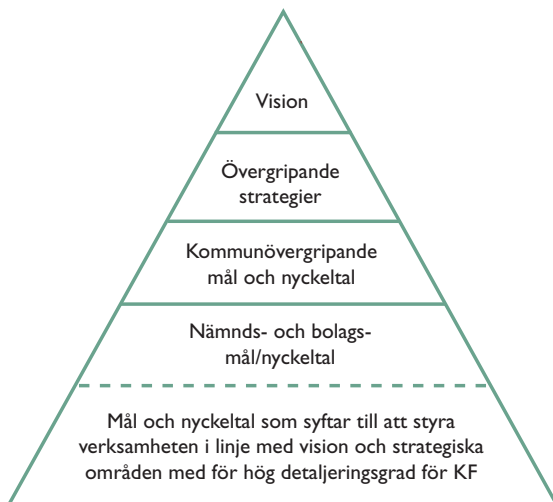 Vision
Övergripande
strategier
Kommunövergripande
mål och nyckeltal
Nämnds- och bolags-
mål/nyckeltal
Mål och nyckeltal som syftar till att styra
verksamheten i linje med vision och strategiska
områden med för hög detaljeringsgrad för KF